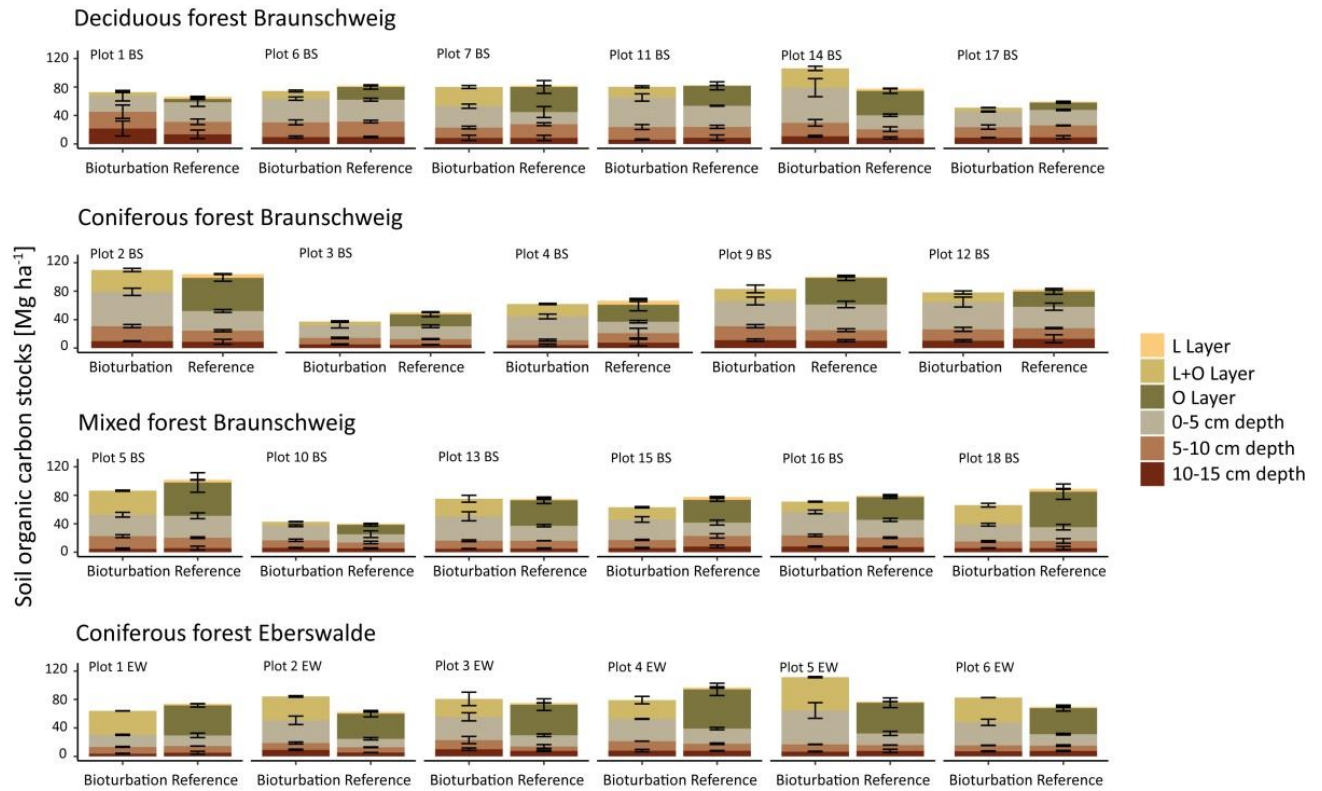 Deciduous forest Braunschweig
Plot 1 BS Plot 6 BS Plot 7 BS Plot 11 BS Plot 14 BS Plot 17 BS
120
80
40
0
Bioturbation Reference Bioturbation Reference Bioturbation Reference Bioturbation Reference Bioturbation Reference Bioturbation Reference
Coniferous forest Braunschweig
Plot 2 BS Plot 3 BS Plot 4 BS Plot 9 BS Plot 12 BS
120
80
40
0
Bioturbation Reference Bioturbation Reference Bioturbation Reference Bioturbation Reference Bioturbation Reference
Mixed forest Braunschweig
Plot 5 BS Plot 10 BS Plot 13 BS Plot 15 BS Plot 16 BS Plot 18 BS
120
80
40
0
Bioturbation Reference Bioturbation Reference Bioturbation Reference Bioturbation Reference Bioturbation Reference Bioturbation Reference
Coniferous forest Eberswalde
Plot 1 EW Plot 2 EW Plot 3 EW Plot 4 EW Plot 5 EW Plot 6 EW
120
80
40
0
Bioturbation Reference Bioturbation Reference Bioturbation Reference Bioturbation Reference Bioturbation Reference Bioturbation Reference
Soil organic carbon stocks [Mg ha⁻¹]
L Layer
L+O Layer
O Layer
0-5 cm depth
5-10 cm depth
10-15 cm depth